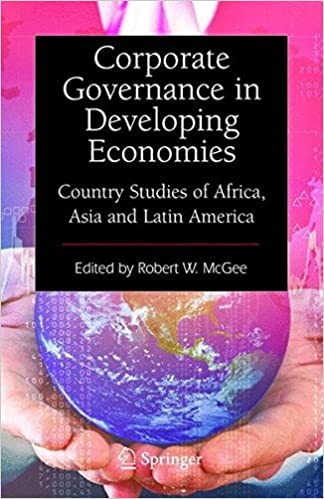 Corporate
Governance in
Developing
Economies
Country Studies of Africa,
Asia and Latin America
Edited by Robert W. McGee
Springer